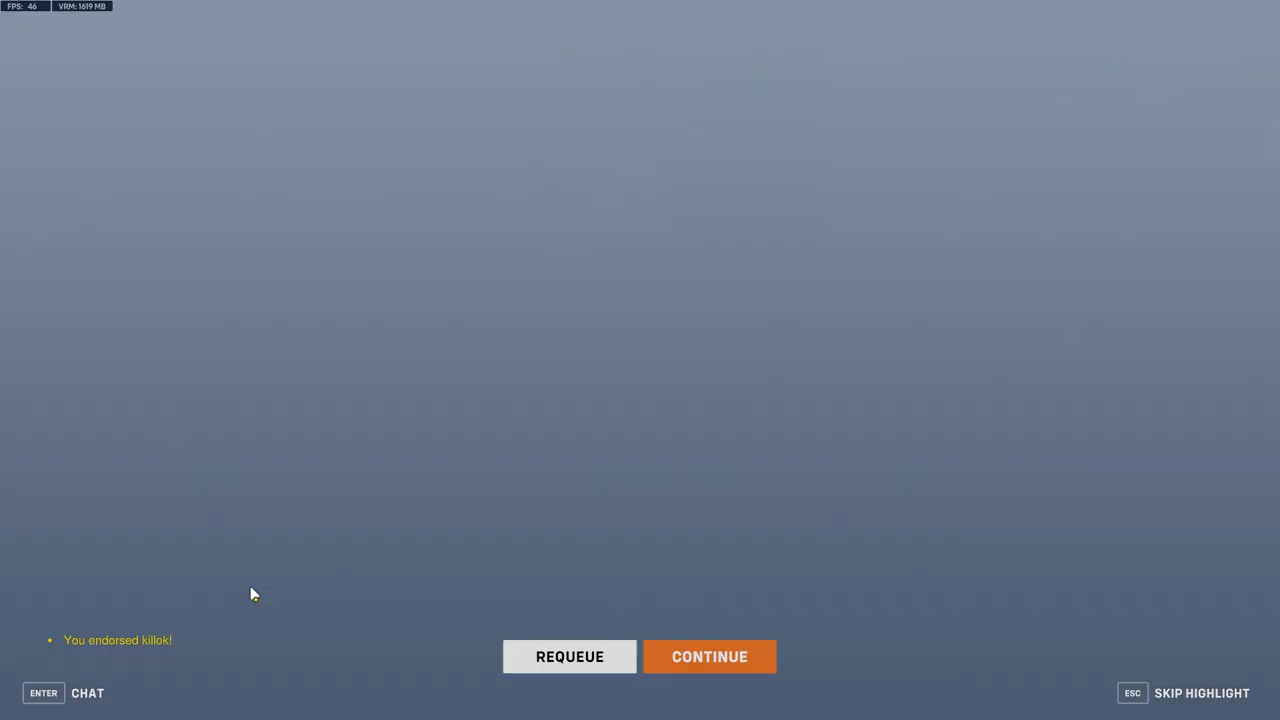 FPS: 46 VRM: 1619 MB
• You endorsed killok!
REQUEUE CONTINUE
ENTER CHAT
ESC SKIP HIGHLIGHT